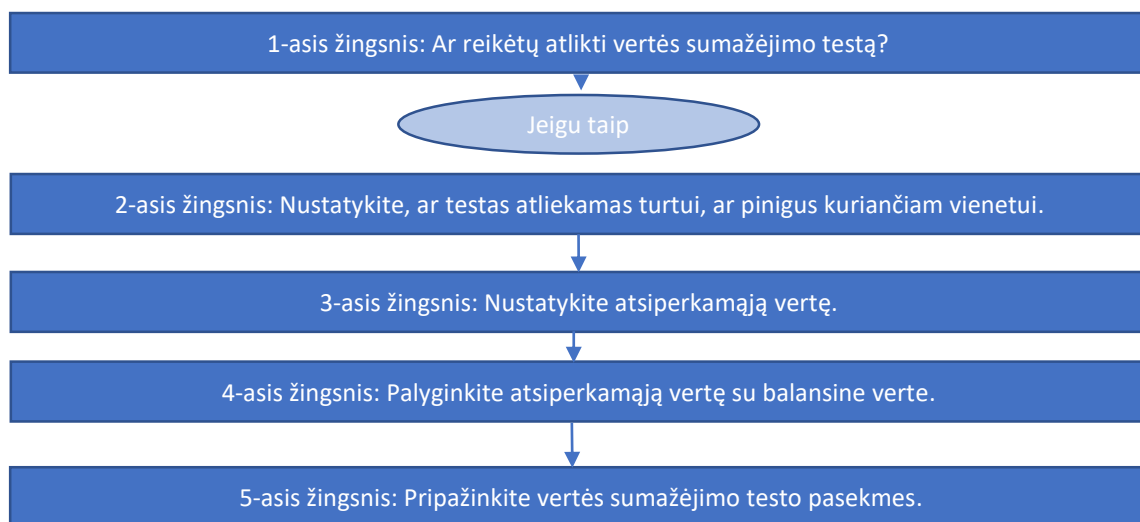 1-asis žingsnis: Ar reikėtų atlikti vertės sumažėjimo testą?
Jeigu taip
2-asis žingsnis: Nustatykite, ar testas atliekamas turtui, ar pinigus kuriančiam vienetui.
3-asis žingsnis: Nustatykite atsiperkamąją vertę.
4-asis žingsnis: Palyginkite atsiperkamąją vertę su balansine verte.
5-asis žingsnis: Pripažinkite vertės sumažėjimo testo pasekmes.